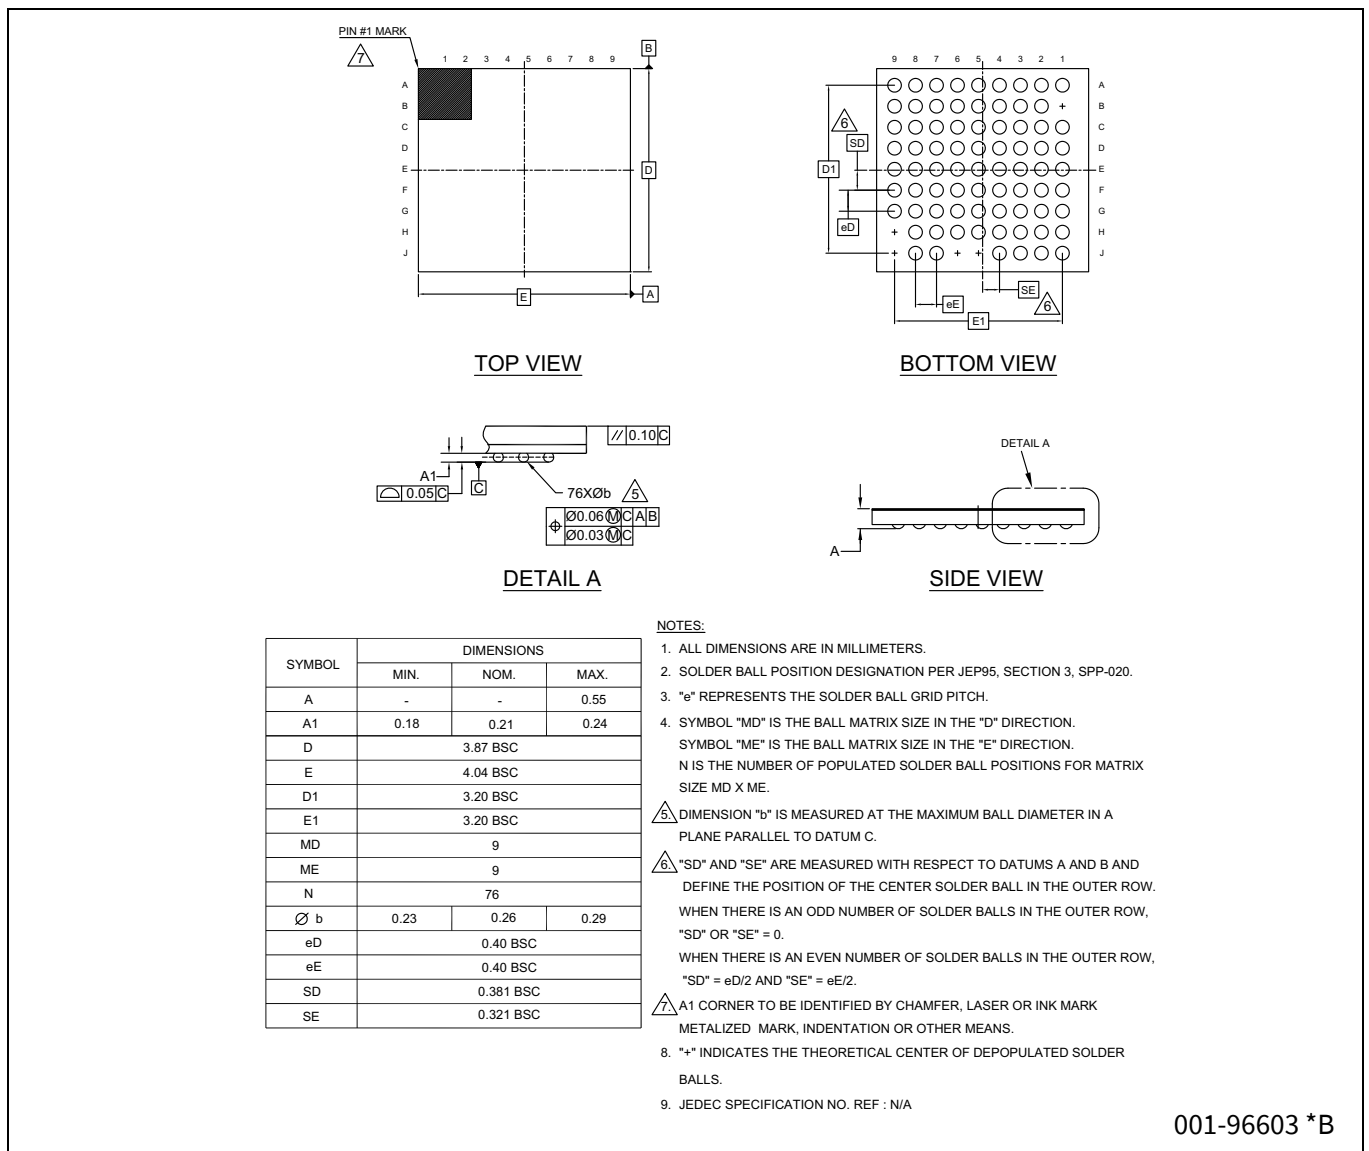 PIN #1 MARK
7
1 2 3 4 5 6 7 8 9
A
B
C
D
E
F
G
H
J
B
D
E
A
TOP VIEW
9 8 7 6 5 4 3 2 1
A
B
C
D
E
F
G
H
J
6
SD
D1
eD
SE
eE
6
E1
BOTTOM VIEW
// 0.10 C
A1
0.05 C
C
76XØb 5
Ø0.06 Ⓜ C A B
Ø0.03 Ⓜ C
DETAIL A
DETAIL A
A
SIDE VIEW
SYMBOL DIMENSIONS
MIN. NOM. MAX.
A - - 0.55
A1 0.18 0.21 0.24
D 3.87 BSC
E 4.04 BSC
D1 3.20 BSC
E1 3.20 BSC
MD 9
ME 9
N 76
Ø b 0.23 0.26 0.29
eD 0.40 BSC
eE 0.40 BSC
SD 0.381 BSC
SE 0.321 BSC
NOTES:
1. ALL DIMENSIONS ARE IN MILLIMETERS.
2. SOLDER BALL POSITION DESIGNATION PER JEP95, SECTION 3, SPP-020.
3. "e" REPRESENTS THE SOLDER BALL GRID PITCH.
4. SYMBOL "MD" IS THE BALL MATRIX SIZE IN THE "D" DIRECTION.
SYMBOL "ME" IS THE BALL MATRIX SIZE IN THE "E" DIRECTION.
N IS THE NUMBER OF POPULATED SOLDER BALL POSITIONS FOR MATRIX
SIZE MD X ME.
5. DIMENSION "b" IS MEASURED AT THE MAXIMUM BALL DIAMETER IN A
PLANE PARALLEL TO DATUM C.
6. "SD" AND "SE" ARE MEASURED WITH RESPECT TO DATUMS A AND B AND
DEFINE THE POSITION OF THE CENTER SOLDER BALL IN THE OUTER ROW.
WHEN THERE IS AN ODD NUMBER OF SOLDER BALLS IN THE OUTER ROW,
"SD" OR "SE" = 0.
WHEN THERE IS AN EVEN NUMBER OF SOLDER BALLS IN THE OUTER ROW,
"SD" = eD/2 AND "SE" = eE/2.
7. A1 CORNER TO BE IDENTIFIED BY CHAMFER, LASER OR INK MARK
METALIZED MARK, INDENTATION OR OTHER MEANS.
8. "+" INDICATES THE THEORETICAL CENTER OF DEPOPULATED SOLDER
BALLS.
9. JEDEC SPECIFICATION NO. REF : N/A
001-96603 *B